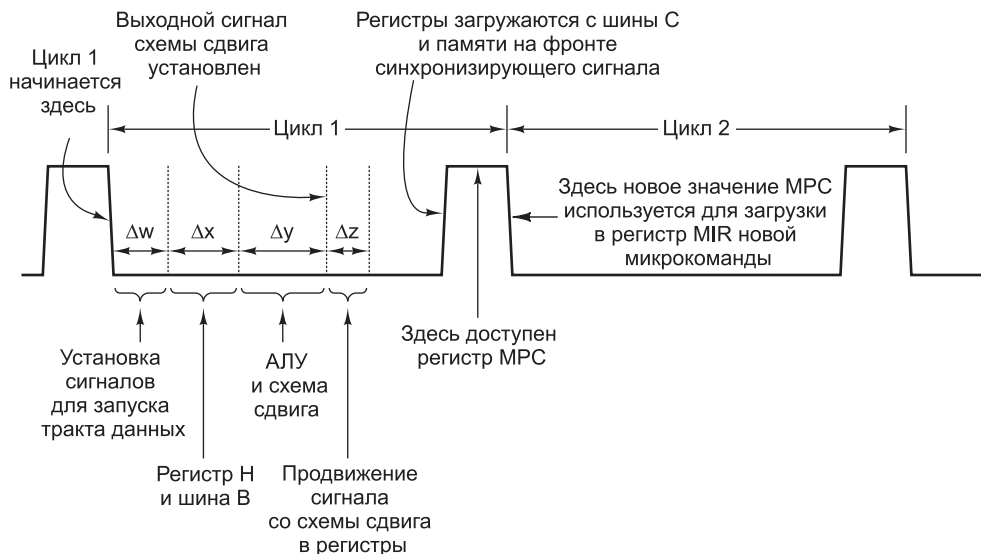 Выходной сигнал
схемы сдвига
установлен
Регистры загружаются с шины С
и памяти на фронте
синхронизирующего сигнала
Цикл 1
начинается
здесь
Цикл 1
Цикл 2
Здесь новое значение MPC
используется для загрузки
в регистр MIR новой
микрокоманды
Δw
Δx
Δy
Δz
Установка
сигналов
для запуска
тракта данных
АЛУ
и схема
сдвига
Здесь доступен
регистр MPC
Регистр H
и шина B
Продвижение
сигнала
со схемы сдвига
в регистры